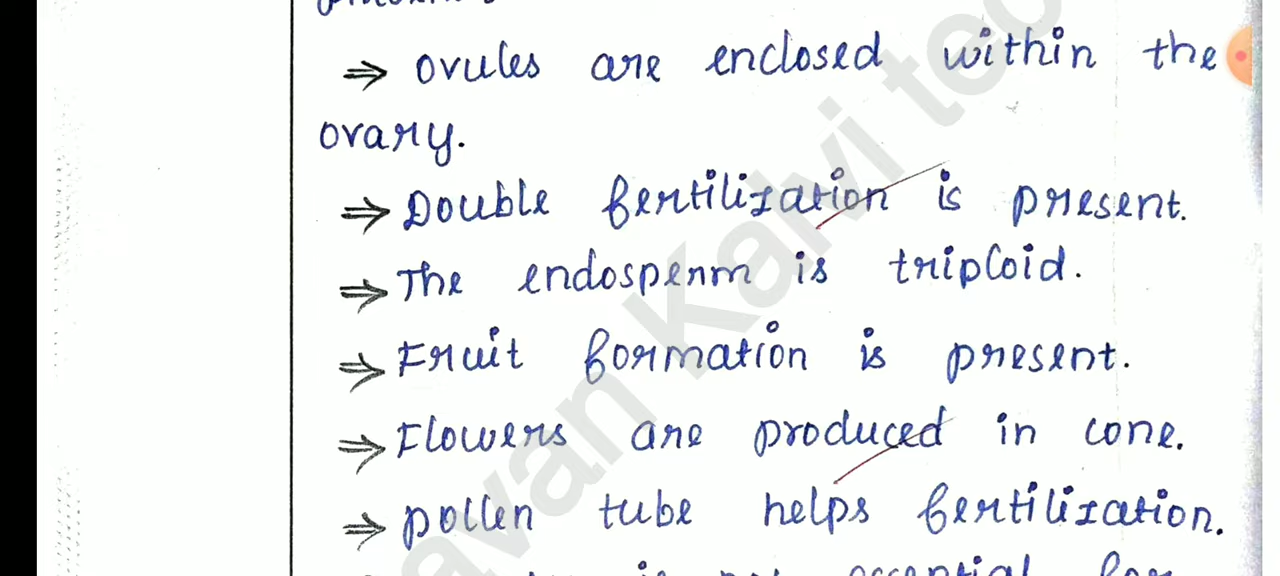 ⇒ ovules are enclosed within the
ovary.
⇒ Double fertilization is present.
⇒ The endosperm is triploid.
⇒ Fruit formation is present.
⇒ Flowers are produced in cone.
⇒ pollen tube helps fertilization.